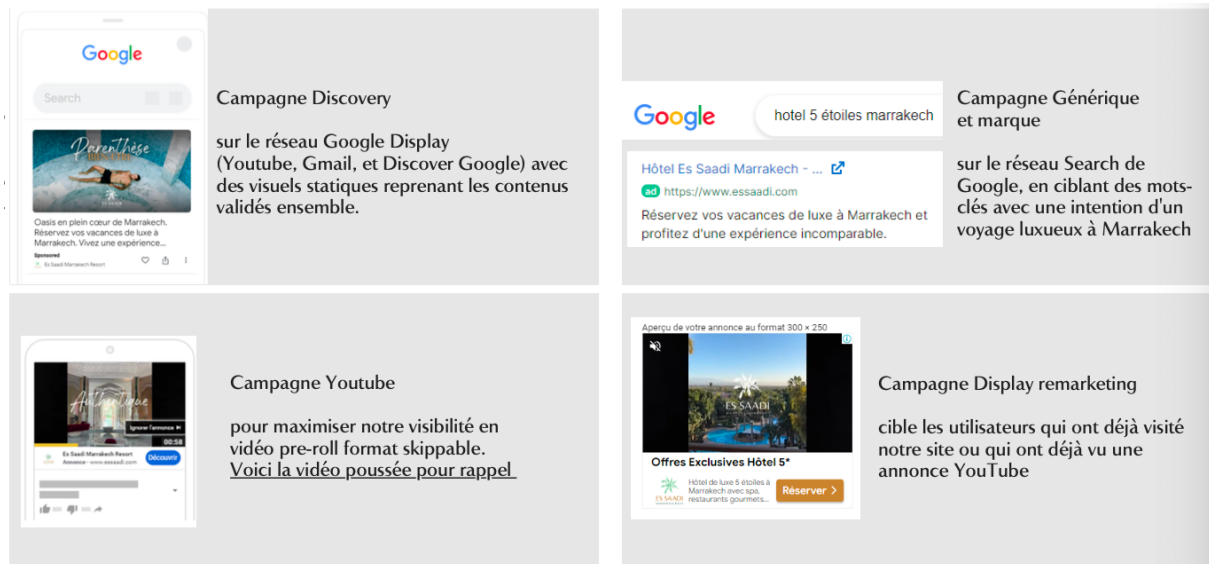 Google
Search
Parenthèse
ES SAADI
Oasis en plein cœur de Marrakech.
Réservez vos vacances de luxe à
Marrakech. Vivez une expérience...
Sponsored
Es Saadi Marrakech Resort
Campagne Discovery
sur le réseau Google Display
(Youtube, Gmail, et Discover Google) avec
des visuels statiques reprenant les contenus
validés ensemble.
Google
hotel 5 étoiles marrakech
Hôtel Es Saadi Marrakech - ...
ad https://www.essaadi.com
Réservez vos vacances de luxe à Marrakech et
profitez d'une expérience incomparable.
Campagne Générique
et marque
sur le réseau Search de
Google, en ciblant des mots-
clés avec une intention d'un
voyage luxueux à Marrakech
Authentique
Ignorer l'annonce
00:58
Es Saadi Marrakech Resort
Annonce - www.essaadi.com
Découvrir
Campagne Youtube
pour maximiser notre visibilité en
vidéo pre-roll format skippable.
Voici la vidéo poussée pour rappel
Aperçu de votre annonce au format 300 × 250
ES SAADI
Offres Exclusives Hôtel 5*
ES SAADI
Hôtel de luxe 5 étoiles à
Marrakech avec spa,
restaurants gourmets...
Réserver >
Campagne Display remarketing
cible les utilisateurs qui ont déjà visité
notre site ou qui ont déjà vu une
annonce YouTube